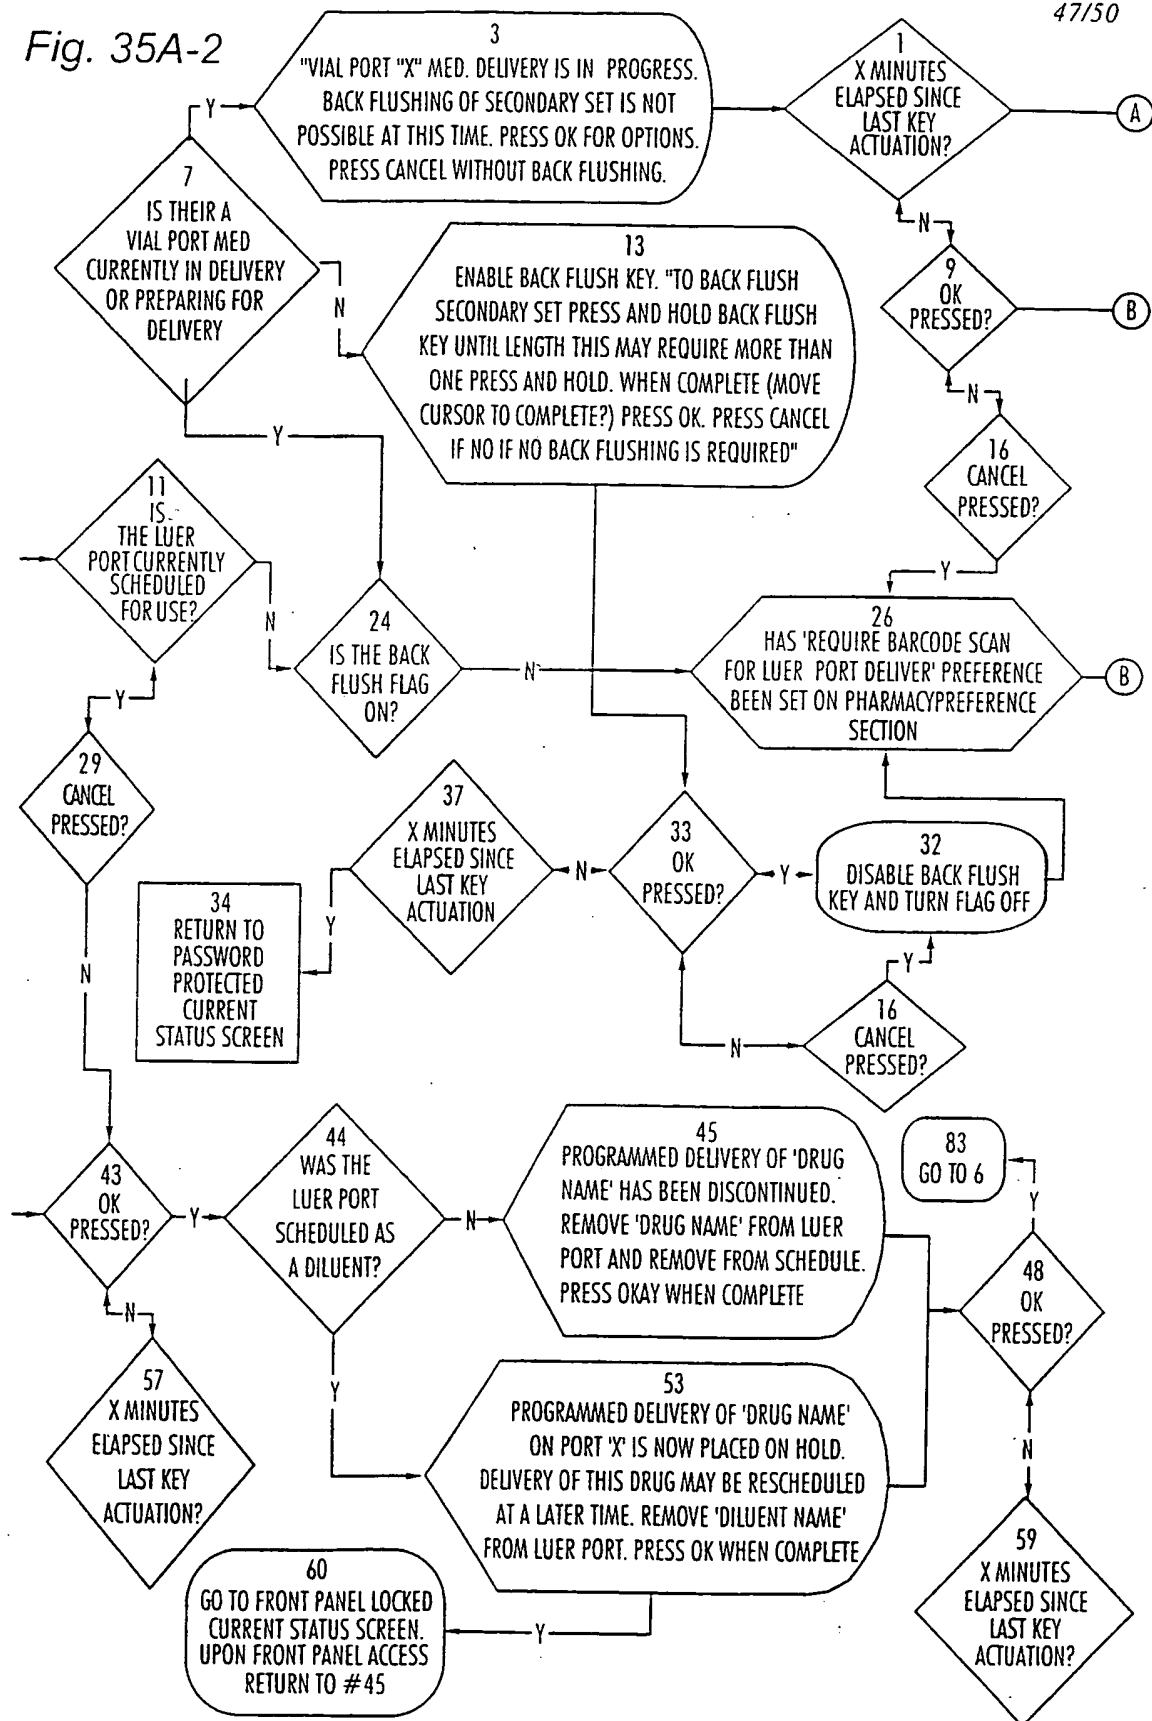 47/50
Fig. 35A-2
3
"VIAL PORT "X" MED. DELIVERY IS IN PROGRESS.
BACK FLUSHING OF SECONDARY SET IS NOT
POSSIBLE AT THIS TIME. PRESS OK FOR OPTIONS.
PRESS CANCEL WITHOUT BACK FLUSHING.
1
X MINUTES
ELAPSED SINCE
LAST KEY
ACTUATION?
A
Y
7
IS THEIR A
VIAL PORT MED
CURRENTLY IN DELIVERY
OR PREPARING FOR
DELIVERY
N
Y
13
ENABLE BACK FLUSH KEY. "TO BACK FLUSH
SECONDARY SET PRESS AND HOLD BACK FLUSH
KEY UNTIL LENGTH THIS MAY REQUIRE MORE THAN
ONE PRESS AND HOLD. WHEN COMPLETE (MOVE
CURSOR TO COMPLETE?) PRESS OK. PRESS CANCEL
IF NO IF NO BACK FLUSHING IS REQUIRED"
N
9
OK
PRESSED?
B
N
16
CANCEL
PRESSED?
Y
11
IS
THE LUER
PORT CURRENTLY
SCHEDULED
FOR USE?
N
24
IS THE BACK
FLUSH FLAG
ON?
N
26
HAS 'REQUIRE BARCODE SCAN
FOR LUER PORT DELIVER' PREFERENCE
BEEN SET ON PHARMACYPREFERENCE
SECTION
B
Y
29
CANCEL
PRESSED?
N
37
X MINUTES
ELAPSED SINCE
LAST KEY
ACTUATION
N
33
OK
PRESSED?
Y
32
DISABLE BACK FLUSH
KEY AND TURN FLAG OFF
Y
34
RETURN TO
PASSWORD
PROTECTED
CURRENT
STATUS SCREEN
Y
N
16
CANCEL
PRESSED?
43
OK
PRESSED?
Y
44
WAS THE
LUER PORT
SCHEDULED AS
A DILUENT?
N
45
PROGRAMMED DELIVERY OF 'DRUG
NAME' HAS BEEN DISCONTINUED.
REMOVE 'DRUG NAME' FROM LUER
PORT AND REMOVE FROM SCHEDULE.
PRESS OKAY WHEN COMPLETE
83
GO TO 6
Y
48
OK
PRESSED?
N
57
X MINUTES
ELAPSED SINCE
LAST KEY
ACTUATION?
Y
53
PROGRAMMED DELIVERY OF 'DRUG NAME'
ON PORT 'X' IS NOW PLACED ON HOLD.
DELIVERY OF THIS DRUG MAY BE RESCHEDULED
AT A LATER TIME. REMOVE 'DILUENT NAME'
FROM LUER PORT. PRESS OK WHEN COMPLETE
N
59
X MINUTES
ELAPSED SINCE
LAST KEY
ACTUATION?
60
GO TO FRONT PANEL LOCKED
CURRENT STATUS SCREEN.
UPON FRONT PANEL ACCESS
RETURN TO #45
Y